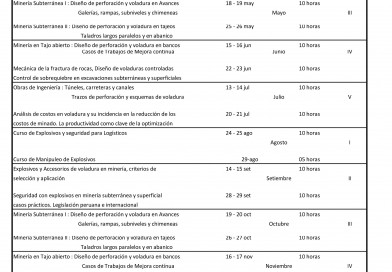 Minería Subterránea I : Diseño de perforación y voladura en Avances 18 - 19 may 10 horas
Galerías, rampas, subniveles y chimeneas Mayo III
Minería Subterránea II : Diseño de perforación y voladura en tajeos 25 - 26 may 10 horas
Taladros largos paralelos y en abanico
Minería en Tajo abierto : Diseño de perforación y voladura en bancos 15 - 16 jun 10 horas
Casos de Trabajos de Mejora continua Junio IV
Mecánica de la fractura de rocas, Diseño de voladuras controladas 22 - 23 jun 10 horas
Control de sobreexcavación
Obras de Ingeniería : Túneles, carreteras y canales 13 - 14 jul 10 horas
Trazos de perforación y esquemas de voladura Julio V
Análisis de costos en voladura y su incidencia en la reducción de los 20 - 21 jul 10 horas
costos de minado. La productividad como clave de la optimización
Curso de Explosivos y seguridad para Logísticos 24 - 25 ago 10 horas
Agosto I
Curso de Manipuleo de Explosivos 29-ago 05 horas
Explosivos y Accesorios de voladura en minería, criterios de 14 - 15 set 10 horas
selección y aplicación Setiembre II
Seguridad con explosivos en minería subterránea y superficial 28 - 29 set 10 horas
casos prácticos. Legislación peruana e internacional
Minería Subterránea I : Diseño de perforación y voladura en Avances 19 - 20 oct 10 horas
Galerías, rampas, subniveles y chimeneas Octubre III
Minería Subterránea II : Diseño de perforación y voladura en tajeos 26 - 27 oct 10 horas
Taladros largos paralelos y en abanico
Minería en Tajo abierto : Diseño de perforación y voladura en bancos 16 - 17 nov 10 horas
Casos de Trabajos de Mejora continua Noviembre IV